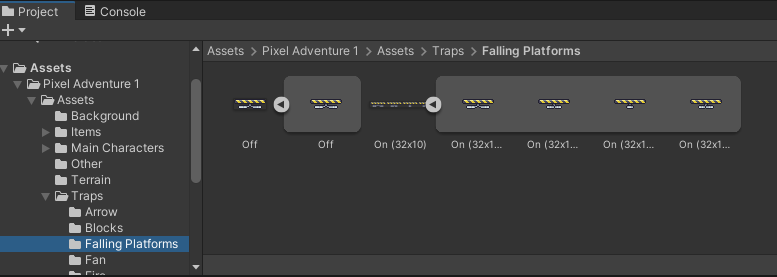 Project Console
+
Assets > Pixel Adventure 1 > Assets > Traps > Falling Platforms
Assets
Pixel Adventure 1
Assets
Background
Items
Main Characters
Other
Terrain
Traps
Arrow
Blocks
Falling Platforms
Fan
Off Off On (32x10) On (32x1... On (32x1... On (32x1... On (32x1...